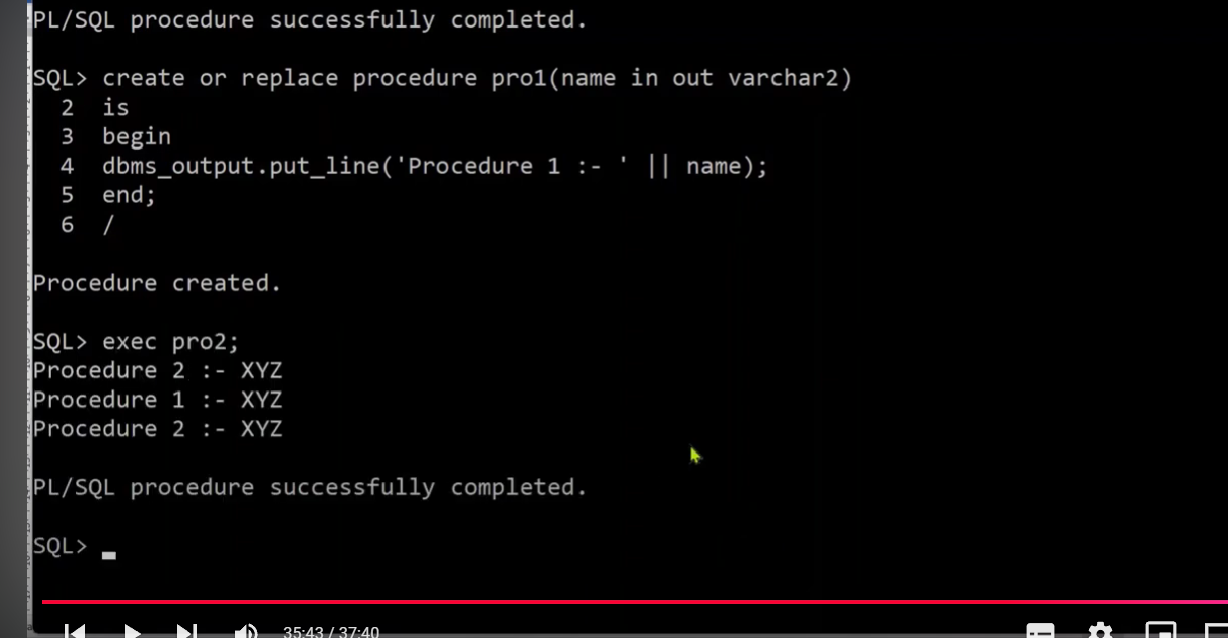 PL/SQL procedure successfully completed.
SQL> create or replace procedure pro1(name in out varchar2)
2 is
3 begin
4 dbms_output.put_line('Procedure 1 :- ' || name);
5 end;
6 /
Procedure created.
SQL> exec pro2;
Procedure 2 :- XYZ
Procedure 1 :- XYZ
Procedure 2 :- XYZ
PL/SQL procedure successfully completed.
SQL>
35:43 / 37:40